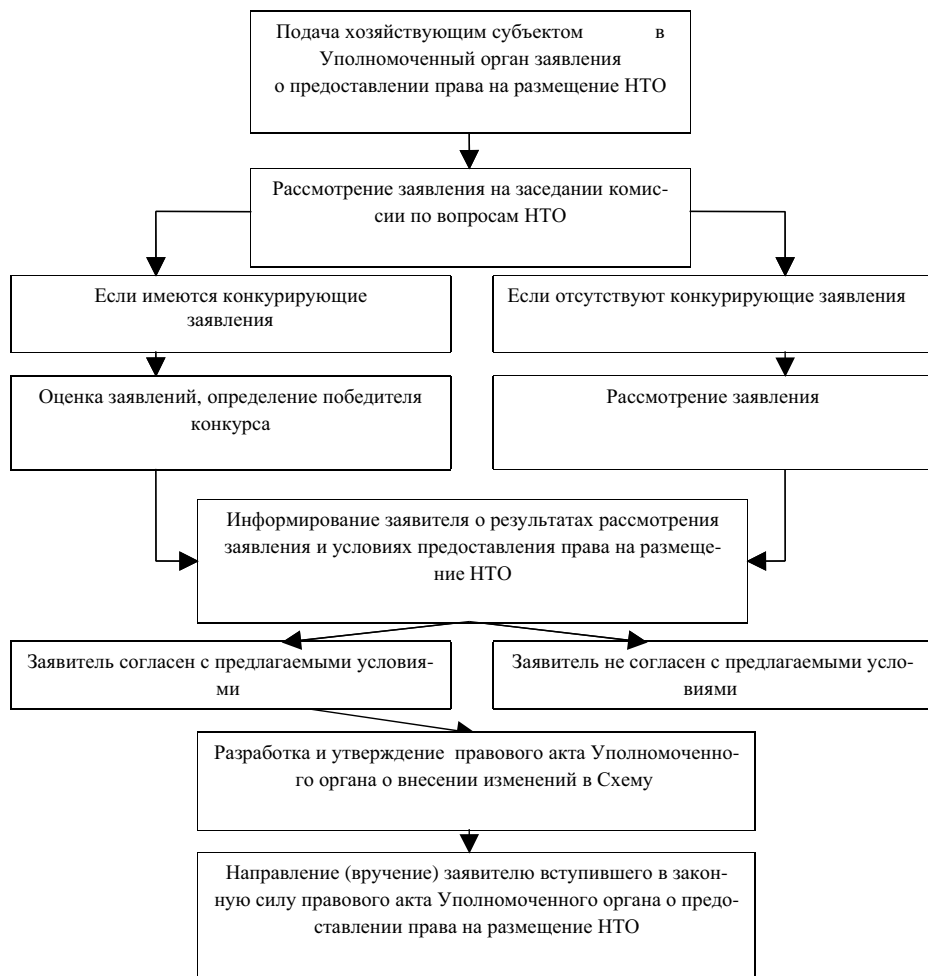 Подача хозяйствующим субъектом в
Уполномоченный орган заявления
о предоставлении права на размещение НТО
Рассмотрение заявления на заседании комис-
сии по вопросам НТО
Если имеются конкурирующие
заявления
Если отсутствуют конкурирующие заявления
Оценка заявлений, определение победителя
конкурса
Рассмотрение заявления
Информирование заявителя о результатах рассмотрения
заявления и условиях предоставления права на размеще-
ние НТО
Заявитель согласен с предлагаемыми условия-
ми
Заявитель не согласен с предлагаемыми усло-
виями
Разработка и утверждение правового акта Уполномоченно-
го органа о внесении изменений в Схему
Направление (вручение) заявителю вступившего в закон-
ную силу правового акта Уполномоченного органа о предо-
ставлении права на размещение НТО